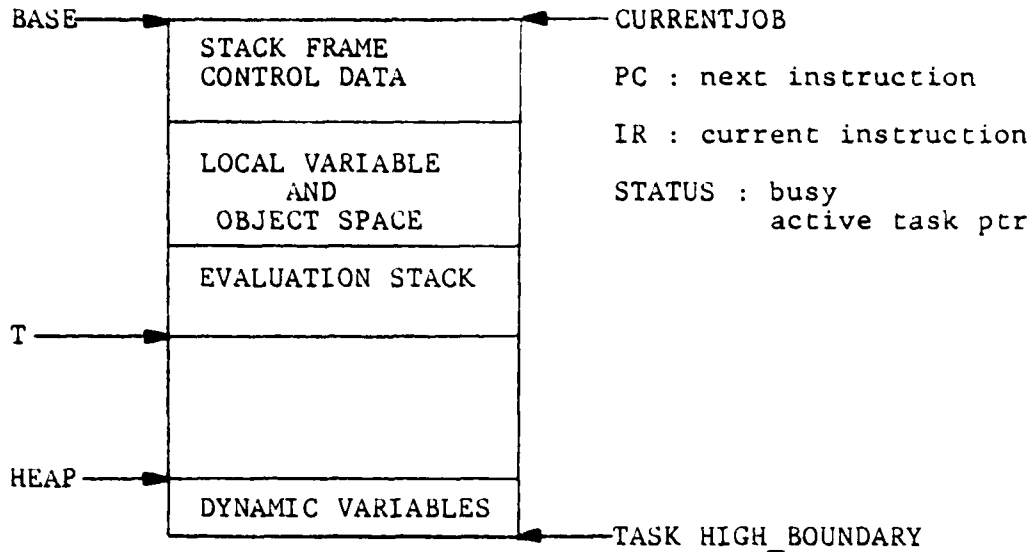 BASE
CURRENTJOB
STACK FRAME
CONTROL DATA
PC : next instruction
IR : current instruction
LOCAL VARIABLE
AND
OBJECT SPACE
STATUS : busy
active task ptr
EVALUATION STACK
T
HEAP
DYNAMIC VARIABLES
TASK HIGH_BOUNDARY